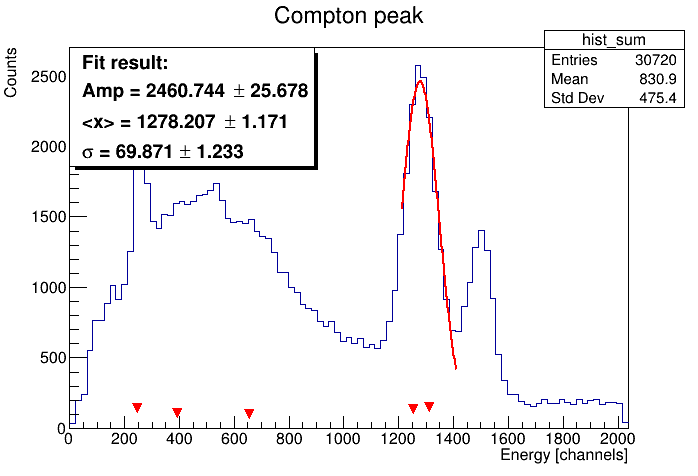 Compton peak
hist_sum
Entries 30720
Mean 830.9
Std Dev 475.4
Fit result:
Amp = 2460.744 ± 25.678
<x> = 1278.207 ± 1.171
σ = 69.871 ± 1.233
Counts
2500
2000
1500
1000
500
0
0 200 400 600 800 1000 1200 1400 1600 1800 2000
Energy [channels]